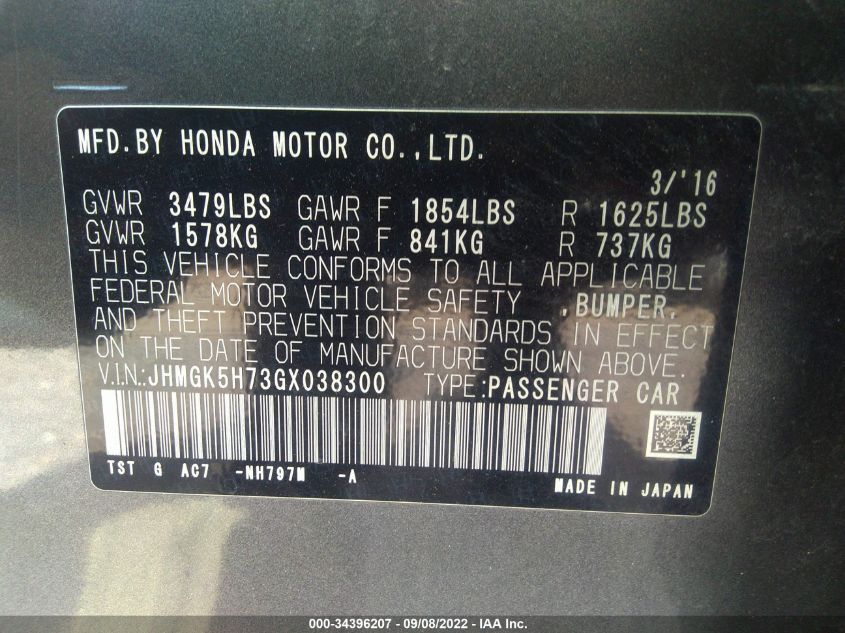 MFD.BY HONDA MOTOR CO.,LTD.
3/'16
GVWR 3479LBS GAWR F 1854LBS R 1625LBS
GVWR 1578KG GAWR F 841KG R 737KG
THIS VEHICLE CONFORMS TO ALL APPLICABLE
FEDERAL MOTOR VEHICLE SAFETY ,BUMPER,
AND THEFT PREVENTION STANDARDS IN EFFECT
ON THE DATE OF MANUFACTURE SHOWN ABOVE.
V.I.N.:JHMGK5H73GX038300 TYPE:PASSENGER CAR
TST G AC7 -NH797M -A
MADE IN JAPAN
000-34396207 - 09/08/2022 - IAA Inc.